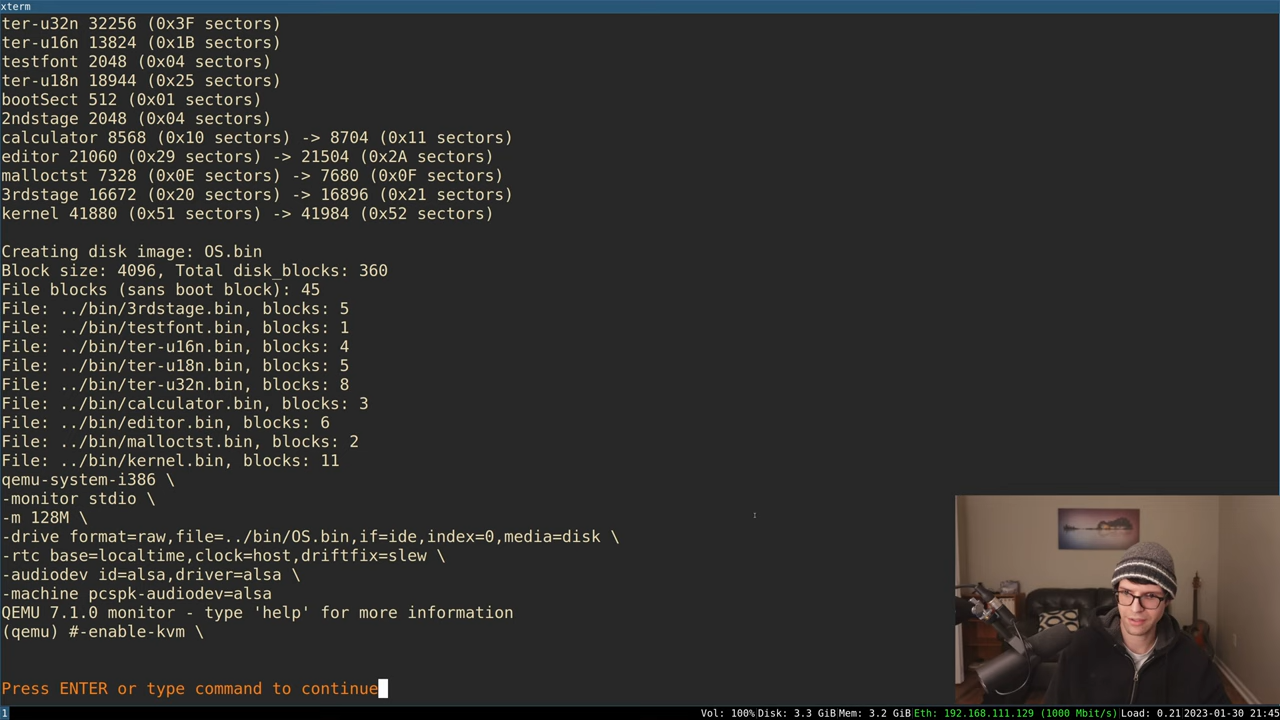 xterm
ter-u32n 32256 (0x3F sectors)
ter-u16n 13824 (0x1B sectors)
testfont 2048 (0x04 sectors)
ter-u18n 18944 (0x25 sectors)
bootSect 512 (0x01 sectors)
2ndstage 2048 (0x04 sectors)
calculator 8568 (0x10 sectors) -> 8704 (0x11 sectors)
editor 21060 (0x29 sectors) -> 21504 (0x2A sectors)
malloctst 7328 (0x0E sectors) -> 7680 (0x0F sectors)
3rdstage 16672 (0x20 sectors) -> 16896 (0x21 sectors)
kernel 41880 (0x51 sectors) -> 41984 (0x52 sectors)
Creating disk image: OS.bin
Block size: 4096, Total disk_blocks: 360
File blocks (sans boot block): 45
File: ../bin/3rdstage.bin, blocks: 5
File: ../bin/testfont.bin, blocks: 1
File: ../bin/ter-u16n.bin, blocks: 4
File: ../bin/ter-u18n.bin, blocks: 5
File: ../bin/ter-u32n.bin, blocks: 8
File: ../bin/calculator.bin, blocks: 3
File: ../bin/editor.bin, blocks: 6
File: ../bin/malloctst.bin, blocks: 2
File: ../bin/kernel.bin, blocks: 11
qemu-system-i386 \
-monitor stdio \
-m 128M \
-drive format=raw,file=../bin/OS.bin,if=ide,index=0,media=disk \
-rtc base=localtime,clock=host,driftfix=slew \
-audiodev id=alsa,driver=alsa \
-machine pcspk-audiodev=alsa
QEMU 7.1.0 monitor - type 'help' for more information
(qemu) #-enable-kvm \
Press ENTER or type command to continue
1 Vol: 100% Disk: 3.3 GiB Mem: 3.2 GiB Eth: 192.168.111.129 (1000 Mbit/s) Load: 0.21 2023-01-30 21:45